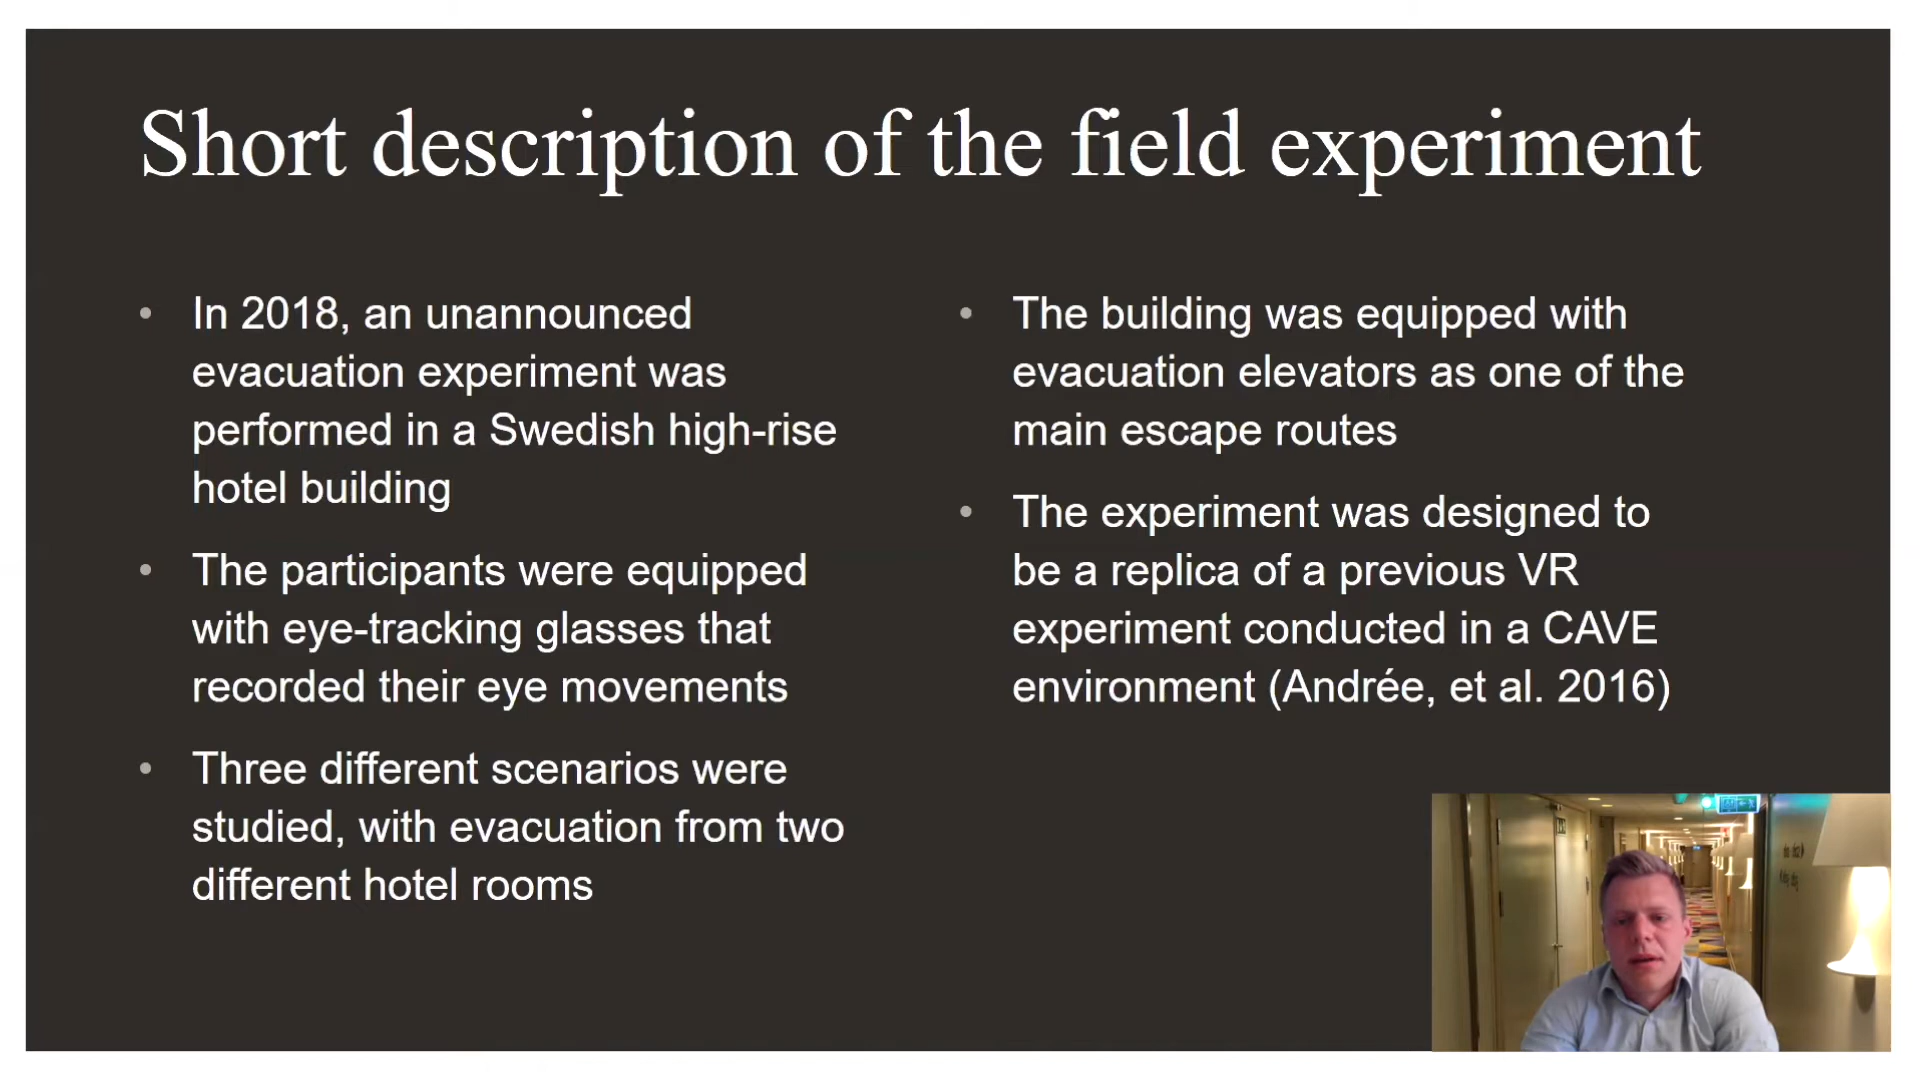 Short description of the field experiment
• In 2018, an unannounced
evacuation experiment was
performed in a Swedish high-rise
hotel building
• The participants were equipped
with eye-tracking glasses that
recorded their eye movements
• Three different scenarios were
studied, with evacuation from two
different hotel rooms
• The building was equipped with
evacuation elevators as one of the
main escape routes
• The experiment was designed to
be a replica of a previous VR
experiment conducted in a CAVE
environment (Andrée, et al. 2016)